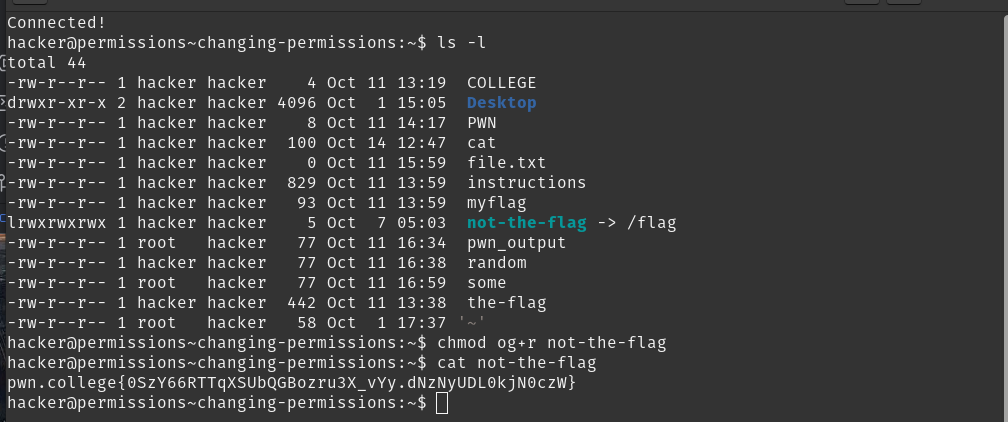 Connected!
hacker@permissions~changing-permissions:~$ ls -l
total 44
-rw-r--r-- 1 hacker hacker    4 Oct 11 13:19  COLLEGE
drwxr-xr-x 2 hacker hacker 4096 Oct  1 15:05  Desktop
-rw-r--r-- 1 hacker hacker    8 Oct 11 14:17  PWN
-rw-r--r-- 1 hacker hacker  100 Oct 14 12:47  cat
-rw-r--r-- 1 hacker hacker    0 Oct 11 15:59  file.txt
-rw-r--r-- 1 hacker hacker  829 Oct 11 13:59  instructions
-rw-r--r-- 1 hacker hacker   93 Oct 11 13:59  myflag
lrwxrwxrwx 1 hacker hacker    5 Oct  7 05:03  not-the-flag -> /flag
-rw-r--r-- 1 root   hacker   77 Oct 11 16:34  pwn_output
-rw-r--r-- 1 hacker hacker   77 Oct 11 16:38  random
-rw-r--r-- 1 root   hacker   77 Oct 11 16:59  some
-rw-r--r-- 1 hacker hacker  442 Oct 11 13:38  the-flag
-rw-r--r-- 1 root   hacker   58 Oct  1 17:37 '~'
hacker@permissions~changing-permissions:~$ chmod og+r not-the-flag
hacker@permissions~changing-permissions:~$ cat not-the-flag
pwn.college{0SzY66RTTqXSUbQGBozru3X_vYy.dNzNyUDL0kjN0czW}
hacker@permissions~changing-permissions:~$